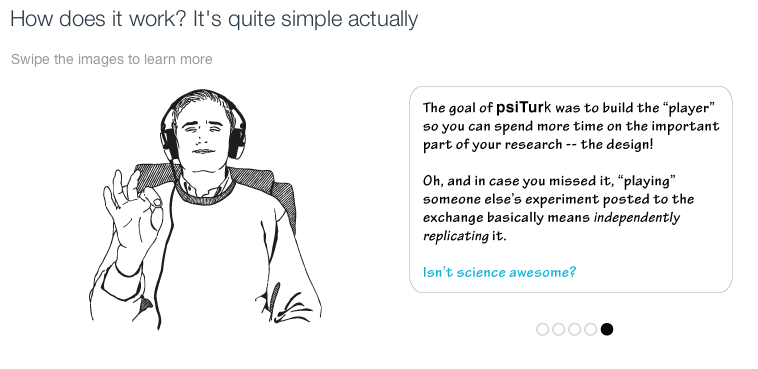 How does it work? It's quite simple actually
Swipe the images to learn more
The goal of psiTurk was to build the “player”
so you can spend more time on the important
part of your research -- the design!
Oh, and in case you missed it, “playing”
someone else's experiment posted to the
exchange basically means independently
replicating it.
Isn't science awesome?